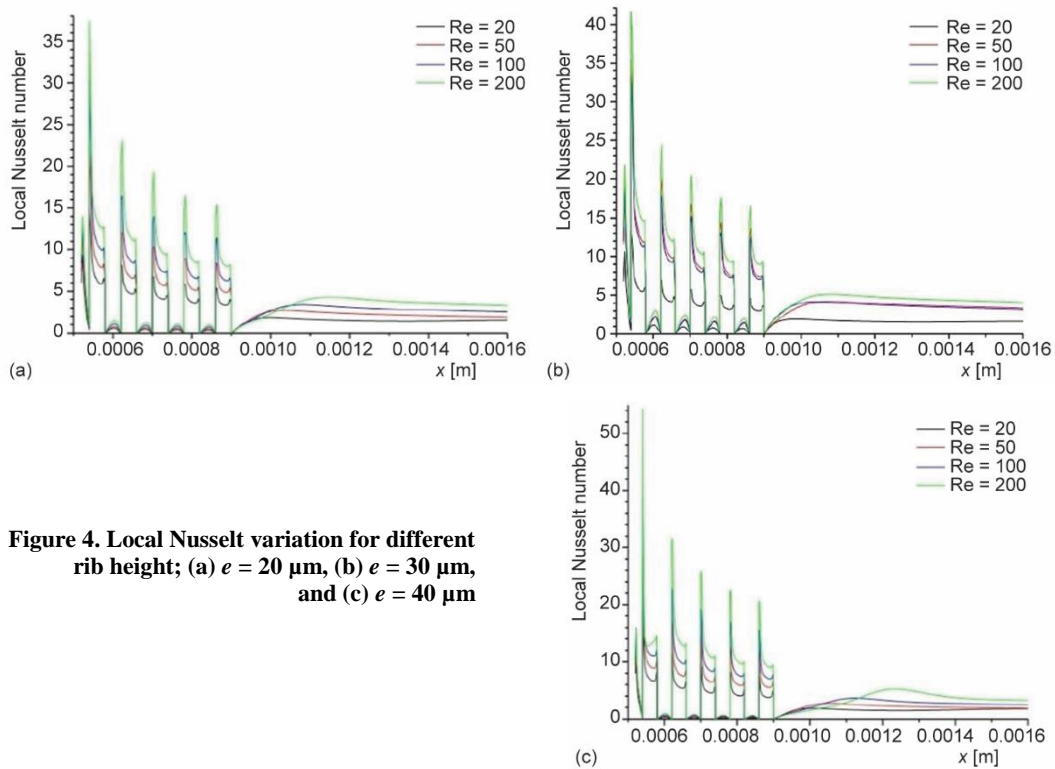 Local Nusselt number
35
30
25
20
15
10
5
0
Re = 20
Re = 50
Re = 100
Re = 200
0.0006 0.0008 0.0010 0.0012 0.0014 0.0016
x [m]
(a)
Local Nusselt number
40
35
30
25
20
15
10
5
0
Re = 20
Re = 50
Re = 100
Re = 200
0.0006 0.0008 0.0010 0.0012 0.0014 0.0016
x [m]
(b)
Figure 4. Local Nusselt variation for different
rib height; (a) e = 20 μm, (b) e = 30 μm,
and (c) e = 40 μm
Local Nusselt number
50
40
30
20
10
0
Re = 20
Re = 50
Re = 100
Re = 200
0.0006 0.0008 0.0010 0.0012 0.0014 0.0016
x [m]
(c)